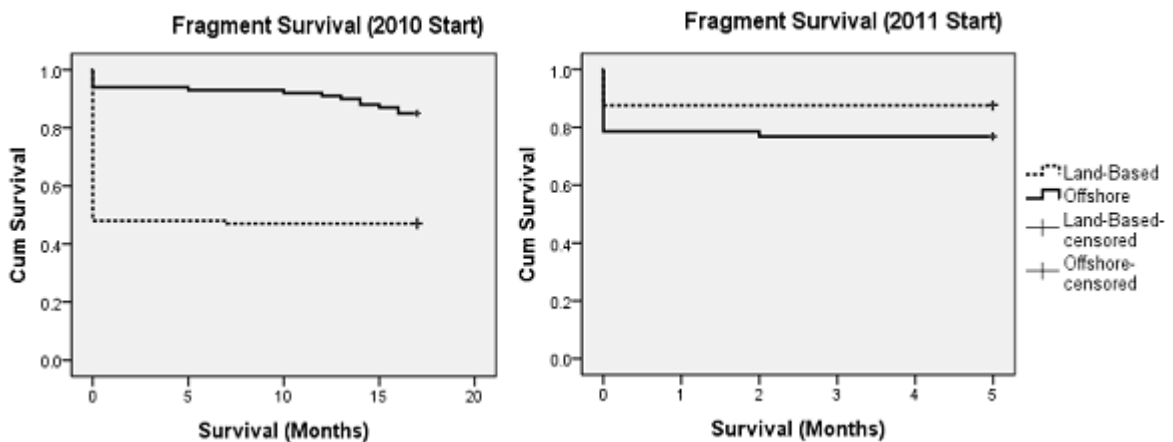 Fragment Survival (2010 Start)
Cum Survival
1.0
0.8
0.6
0.4
0.2
0.0
0 5 10 15 20
Survival (Months)
Fragment Survival (2011 Start)
Cum Survival
1.0
0.8
0.6
0.4
0.2
0.0
0 1 2 3 4 5
Survival (Months)
Land-Based
Offshore
Land-Based-
censored
Offshore-
censored